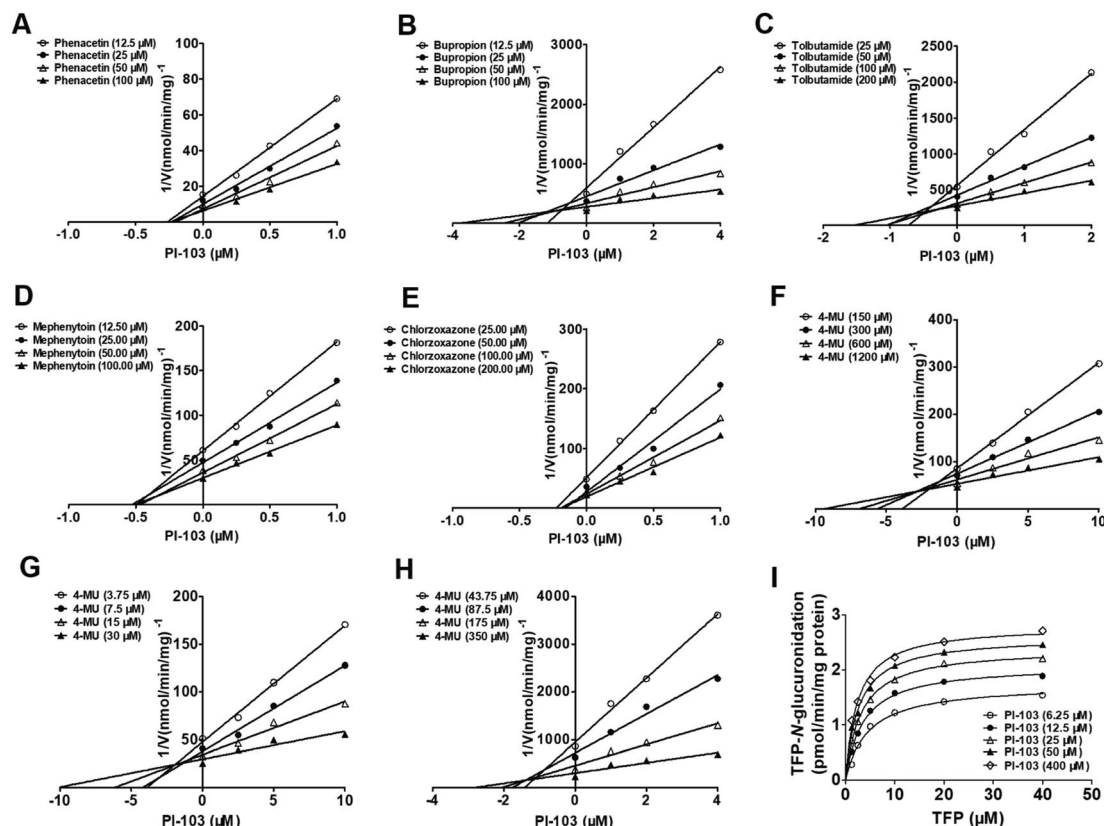 A
Phenacetin (12.5 µM)
Phenacetin (25 µM)
Phenacetin (50 µM)
Phenacetin (100 µM)
1/V(nmol/min/mg)⁻¹
100
80
60
40
20
-1.0 -0.5 0.0 0.5 1.0
PI-103 (µM)
B
Bupropion (12.5 µM)
Bupropion (25 µM)
Bupropion (50 µM)
Bupropion (100 µM)
1/V(nmol/min/mg)⁻¹
3000
2000
1000
-4 -2 0 2 4
PI-103 (µM)
C
Tolbutamide (25 µM)
Tolbutamide (50 µM)
Tolbutamide (100 µM)
Tolbutamide (200 µM)
1/V(nmol/min/mg)⁻¹
2500
2000
1500
1000
500
-2 -1 0 1 2
PI-103 (µM)
D
Mephenytoin (12.50 µM)
Mephenytoin (25.00 µM)
Mephenytoin (50.00 µM)
Mephenytoin (100.00 µM)
1/V(nmol/min/mg)⁻¹
200
150
100
50
-1.0 -0.5 0.0 0.5 1.0
PI-103 (µM)
E
Chlorzoxazone (25.00 µM)
Chlorzoxazone (50.00 µM)
Chlorzoxazone (100.00 µM)
Chlorzoxazone (200.00 µM)
1/V(nmol/min/mg)⁻¹
300
200
100
-1.0 -0.5 0.0 0.5 1.0
PI-103 (µM)
F
4-MU (150 µM)
4-MU (300 µM)
4-MU (600 µM)
4-MU (1200 µM)
1/V(nmol/min/mg)⁻¹
400
300
200
100
-10 -5 0 5 10
PI-103 (µM)
G
4-MU (3.75 µM)
4-MU (7.5 µM)
4-MU (15 µM)
4-MU (30 µM)
1/V(nmol/min/mg)⁻¹
200
150
100
50
-10 -5 0 5 10
PI-103 (µM)
H
4-MU (43.75 µM)
4-MU (87.5 µM)
4-MU (175 µM)
4-MU (350 µM)
1/V(nmol/min/mg)⁻¹
4000
3000
2000
1000
-4 -2 0 2 4
PI-103 (µM)
I
TFP-N-glucuronidation
(pmol/min/mg protein)
3
2
1
0
PI-103 (6.25 µM)
PI-103 (12.5 µM)
PI-103 (25 µM)
PI-103 (50 µM)
PI-103 (400 µM)
0 10 20 30 40 50
TFP (µM)